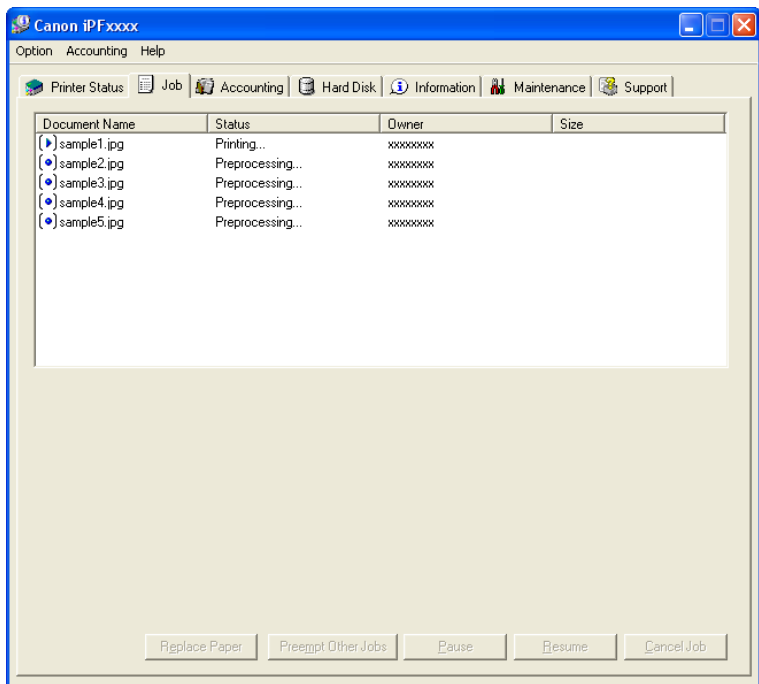 Canon iPFxxxx
Option Accounting Help
Printer Status Job Accounting Hard Disk Information Maintenance Support
Document Name Status Owner Size
sample1.jpg Printing... xxxxxxxx
sample2.jpg Preprocessing... xxxxxxxx
sample3.jpg Preprocessing... xxxxxxxx
sample4.jpg Preprocessing... xxxxxxxx
sample5.jpg Preprocessing... xxxxxxxx
Replace Paper Preempt Other Jobs Pause Resume Cancel Job